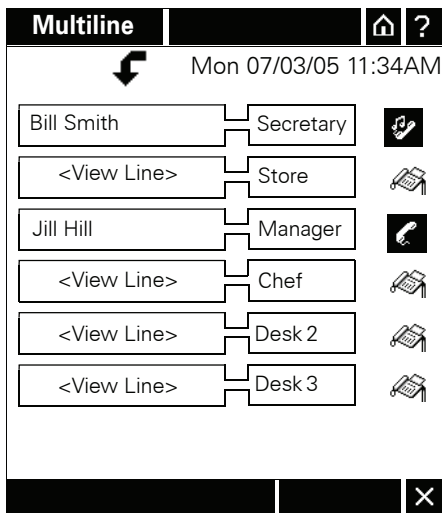 Multiline ?
Mon 07/03/05 11:34AM
Bill Smith Secretary
<View Line> Store
Jill Hill Manager
<View Line> Chef
<View Line> Desk 2
<View Line> Desk 3